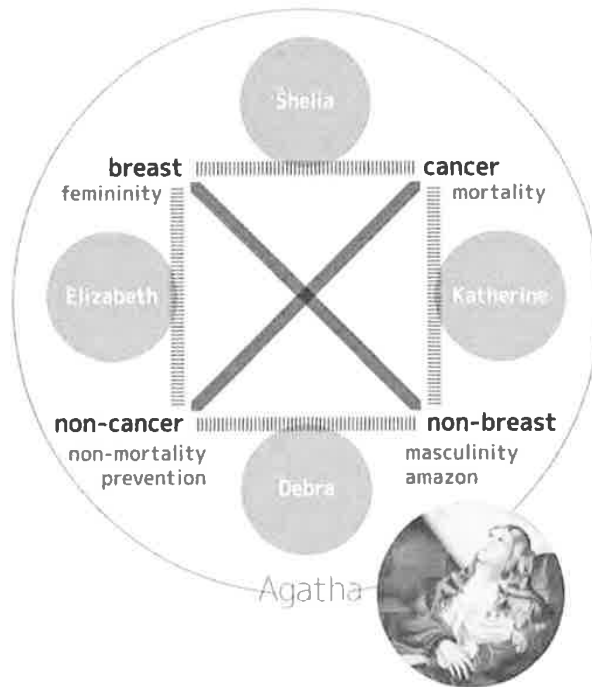 Shelia
breast
cancer
femininity
mortality
Elizabeth
Katherine
non-cancer
non-breast
non-mortality
masculinity
prevention
amazon
Debra
Agatha